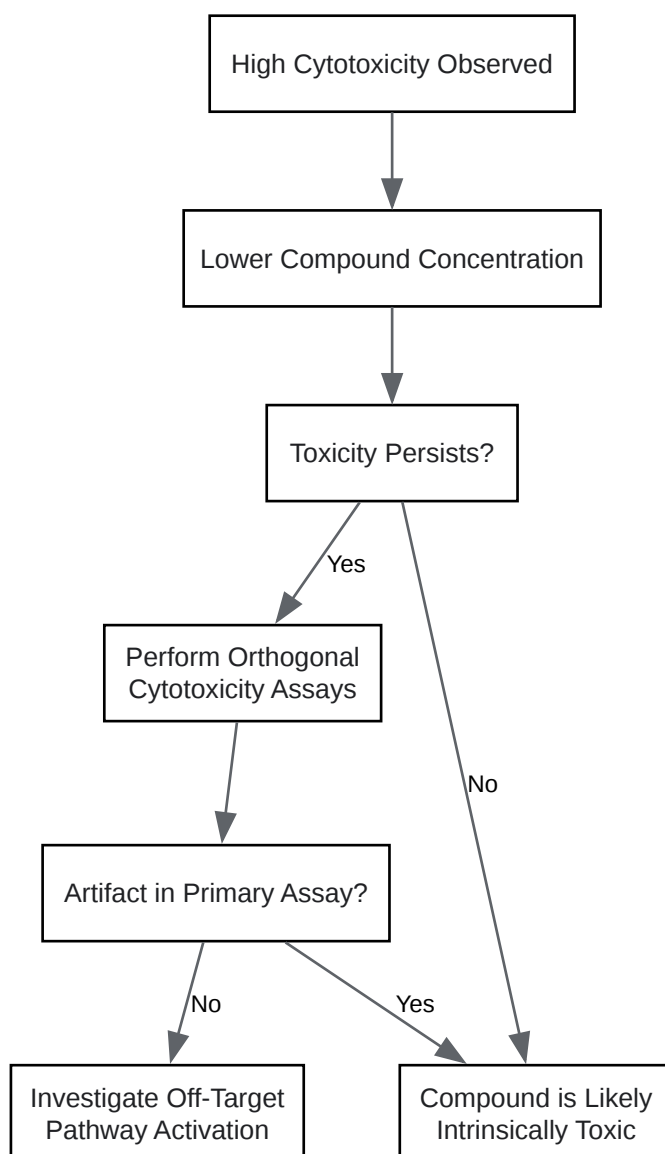 High Cytotoxicity Observed
Lower Compound Concentration
Toxicity Persists?
Yes
Perform Orthogonal
Cytotoxicity Assays
No
Artifact in Primary Assay?
No
Yes
Investigate Off-Target
Pathway Activation
Compound is Likely
Intrinsically Toxic